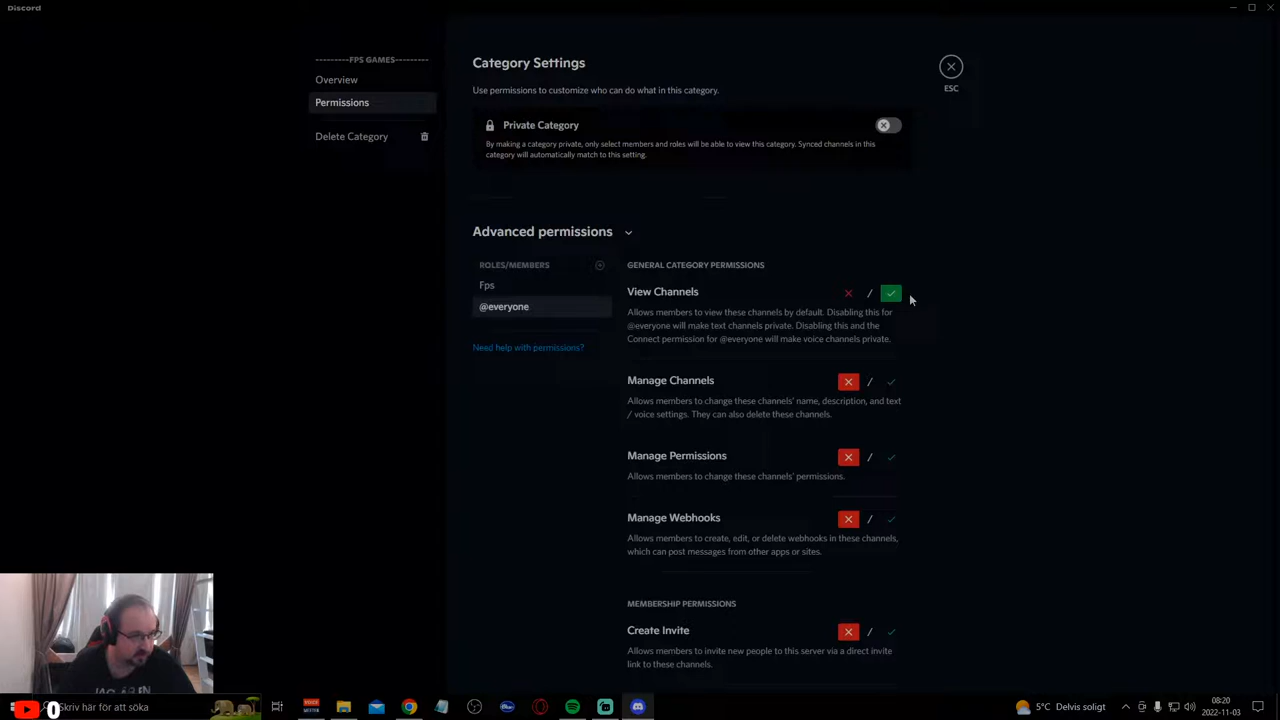 Discord
---------FPS GAMES---------
Overview
Permissions
Delete Category
Category Settings
Use permissions to customize who can do what in this category.
ESC
Private Category
By making a category private, only select members and roles will be able to view this category. Synced channels in this
category will automatically match to this setting.
Advanced permissions
ROLES/MEMBERS
Fps
@everyone
Need help with permissions?
GENERAL CATEGORY PERMISSIONS
View Channels
/
Allows members to view these channels by default. Disabling this for
@everyone will make text channels private. Disabling this and the
Connect permission for @everyone will make voice channels private.
Manage Channels
/
Allows members to change these channels' name, description, and text
/ voice settings. They can also delete these channels.
Manage Permissions
/
Allows members to change these channels' permissions.
Manage Webhooks
/
Allows members to create, edit, or delete webhooks in these channels,
which can post messages from other apps or sites.
MEMBERSHIP PERMISSIONS
Create Invite
/
Allows members to invite new people to this server via a direct invite
link to these channels.
0
Skriv här för att söka
5°C Delvis soligt
08:20
2022-11-03